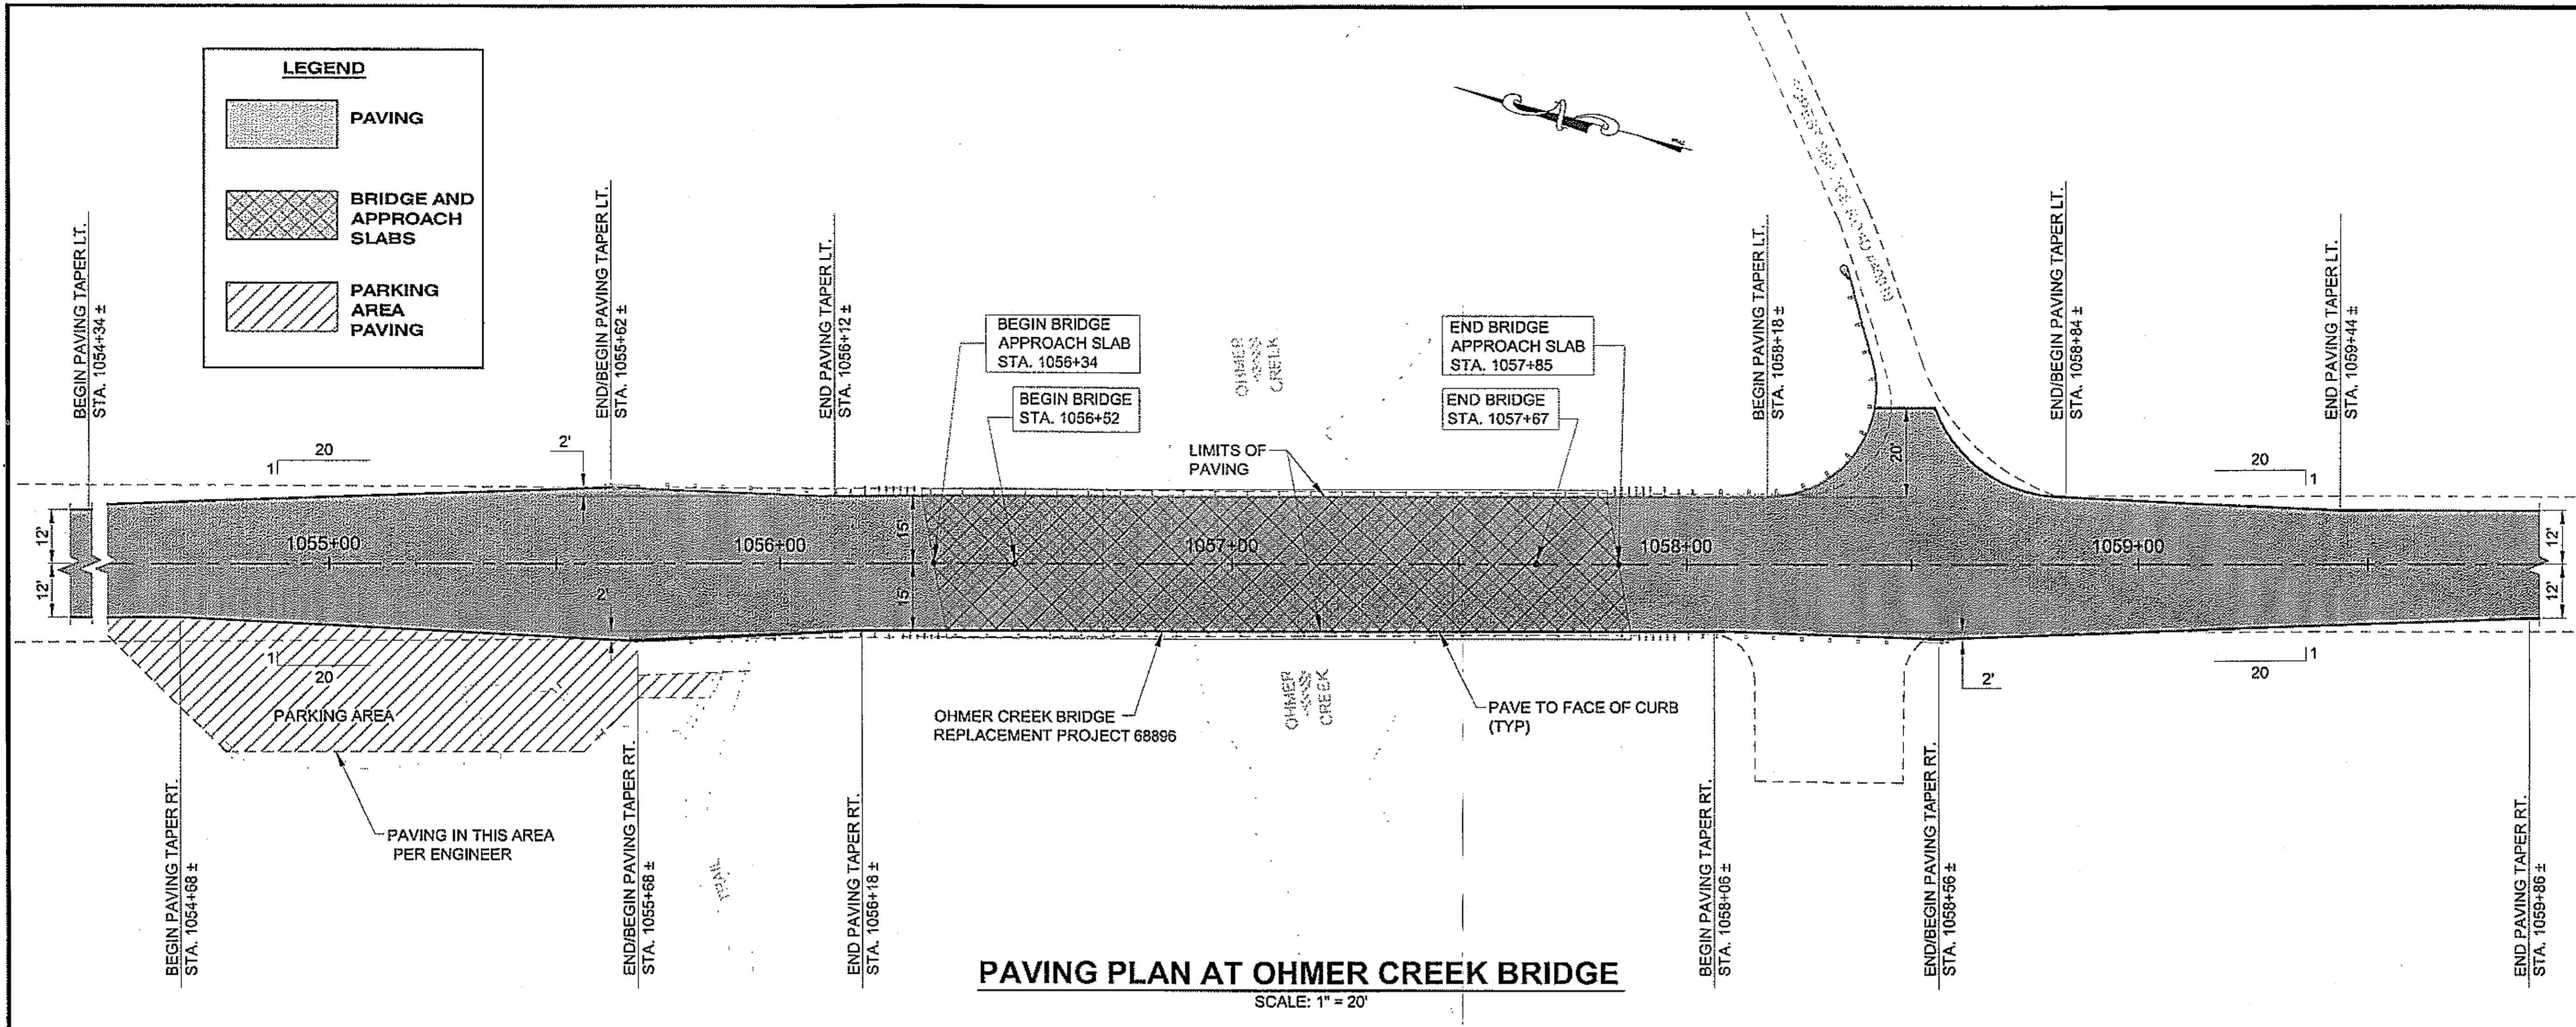 LEGEND
PAVING
BRIDGE AND
APPROACH
SLABS
PARKING
AREA
PAVING
BEGIN PAVING TAPER LT.
STA. 1054+34 ±
END/BEGIN PAVING TAPER LT.
STA. 1055+62 ±
END PAVING TAPER LT.
STA. 1056+12 ±
BEGIN BRIDGE
APPROACH SLAB
STA. 1056+34
BEGIN BRIDGE
STA. 1056+52
OHMER
CREEK
END BRIDGE
APPROACH SLAB
STA. 1057+85
END BRIDGE
STA. 1057+67
LIMITS OF
PAVING
BEGIN PAVING TAPER LT.
STA. 1058+18 ±
END/BEGIN PAVING TAPER LT.
STA. 1058+84 ±
END PAVING TAPER LT.
STA. 1059+44 ±
20
1
2'
20'
20
1
12'
12'
1055+00
1056+00
15'
15'
1057+00
1058+00
1059+00
12'
12'
2'
1
20
PARKING AREA
PAVING IN THIS AREA
PER ENGINEER
TRAIL
OHMER CREEK BRIDGE
REPLACEMENT PROJECT 68896
OHMER
CREEK
PAVE TO FACE OF CURB
(TYP)
2'
20
1
BEGIN PAVING TAPER RT.
STA. 1054+68 ±
END/BEGIN PAVING TAPER RT.
STA. 1055+68 ±
END PAVING TAPER RT.
STA. 1056+18 ±
BEGIN PAVING TAPER RT.
STA. 1058+06 ±
END/BEGIN PAVING TAPER RT.
STA. 1058+56 ±
END PAVING TAPER RT.
STA. 1059+86 ±
PAVING PLAN AT OHMER CREEK BRIDGE
SCALE: 1" = 20'